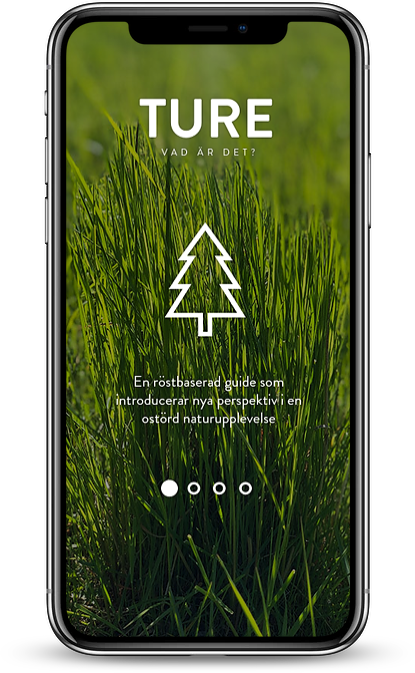 TURE
VAD ÄR DET?
En röstbaserad guide som
introducerar nya perspektiv i en
ostörd naturupplevelse